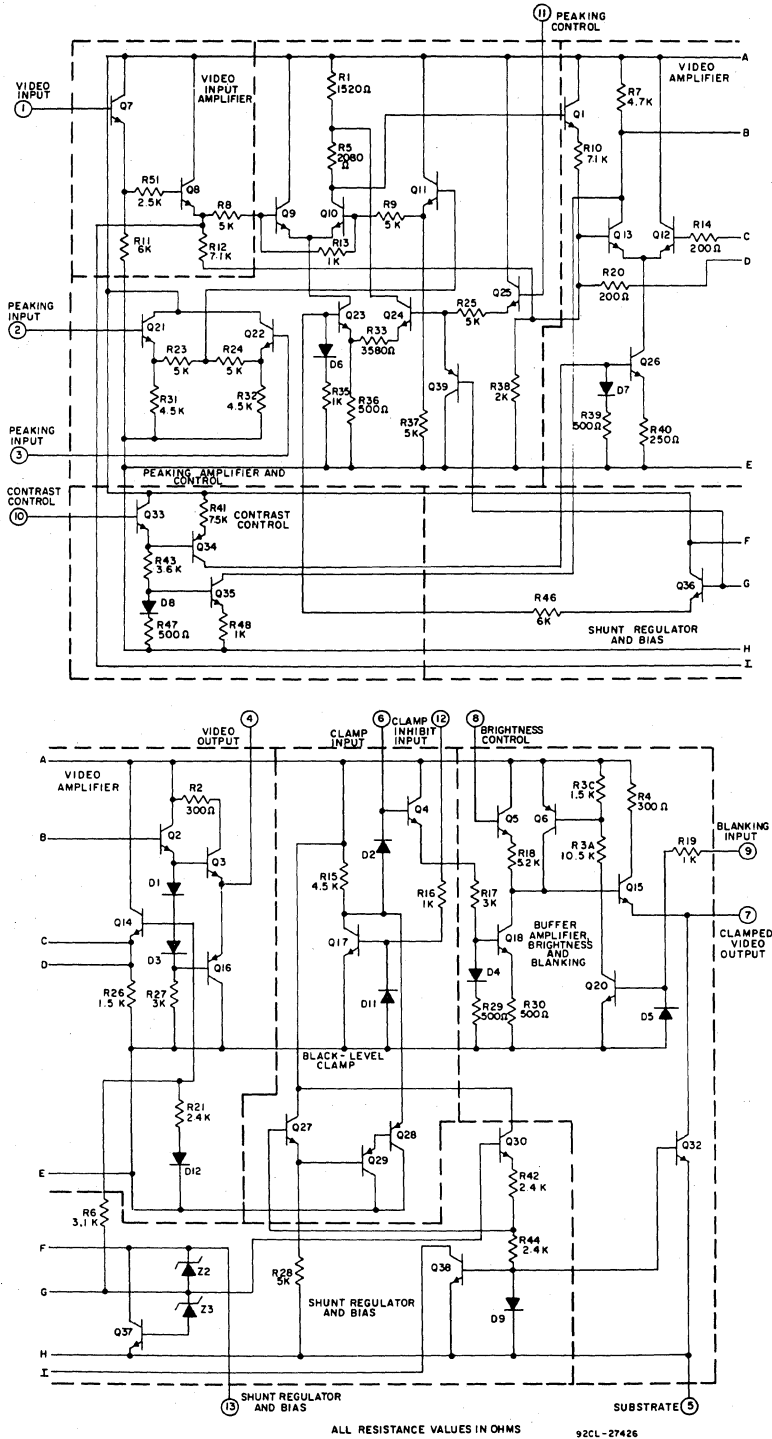 11 PEAKING CONTROL
VIDEO INPUT
1
VIDEO INPUT AMPLIFIER
VIDEO AMPLIFIER
A
Q7
R1
1520Ω
R7
4.7K
Q1
R10
7.1K
B
R5
2080
Ω
R51
2.5K
Q8
R8
5K
Q9
Q10
R9
5K
Q11
R11
6K
R12
7.1K
R13
1K
Q13
Q12
R14
200Ω
C
D
R20
200Ω
PEAKING INPUT
2
Q21
Q22
Q23
Q24
R25
5K
Q25
R23
5K
R24
5K
R33
3580Ω
D6
Q26
R31
4.5K
R32
4.5K
R35
1K
R36
500Ω
Q39
R38
2K
D7
R39
500Ω
R40
250Ω
R37
5K
PEAKING INPUT
3
E
PEAKING AMPLIFIER AND CONTROL
CONTRAST CONTROL
10
Q33
R41
75K
CONTRAST CONTROL
Q34
F
R43
3.6K
Q35
Q36
G
D8
R47
500Ω
R48
1K
R46
6K
SHUNT REGULATOR AND BIAS
H
I
VIDEO OUTPUT
4
CLAMP INPUT
6
CLAMP INHIBIT INPUT
12
8
BRIGHTNESS CONTROL
A
VIDEO AMPLIFIER
R2
300Ω
Q4
Q5
Q6
R3C
1.5K
R4
300Ω
BLANKING INPUT
9
R19
1K
B
Q2
Q3
D2
R18
5.2K
R3A
10.5K
D1
R15
4.5K
R16
1K
R17
3K
Q15
7
CLAMPED VIDEO OUTPUT
Q14
Q17
Q18
BUFFER AMPLIFIER, BRIGHTNESS AND BLANKING
C
D
D3
Q16
D4
Q20
R26
1.5K
R27
3K
D11
R29
500Ω
R30
500Ω
D5
BLACK-LEVEL CLAMP
R21
2.4K
Q27
Q28
Q29
Q30
Q32
D12
E
R42
2.4K
R6
3.1K
R44
2.4K
F
Z2
R28
5K
Q38
G
Z3
SHUNT REGULATOR AND BIAS
D9
Q37
H
I
13
SHUNT REGULATOR AND BIAS
SUBSTRATE 5
ALL RESISTANCE VALUES IN OHMS
92CL-27426